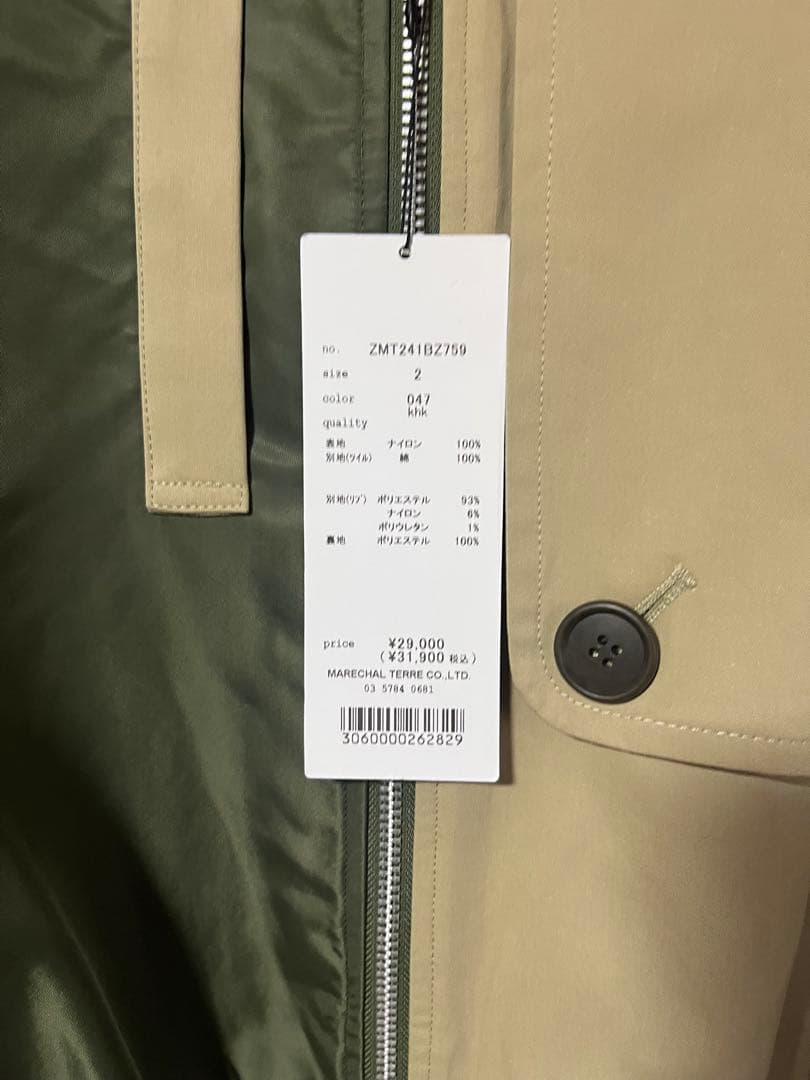 no. ZMT241BZ759
size 2
color 047
khk
quality
表地 ナイロン 100%
別地(ツイル) 綿 100%
別地(リブ) ポリエステル 93%
ナイロン 6%
ポリウレタン 1%
裏地 ポリエステル 100%
price ¥29,000
(¥31,900 税込)
MARECHAL TERRE CO.,LTD.
03 5784 0681
3060000262829